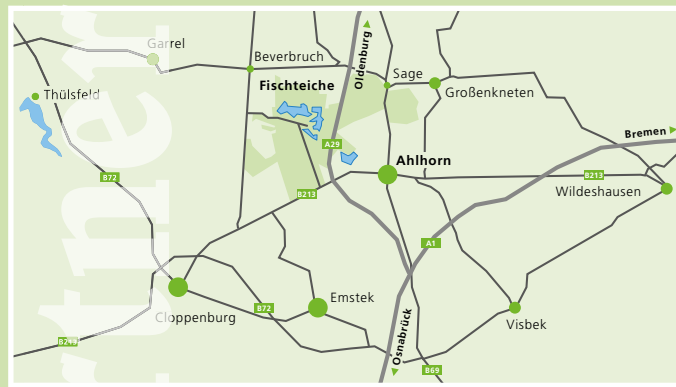 Oldenburg
Garrel
Beverbruch
Sage
Fischteiche
Großenkneten
Thülsfeld
Bremen
A29
Ahlhorn
B72
B213
B213
Wildeshausen
A1
Emstek
B72
Cloppenburg
Visbek
Osnabrück
B213
B69